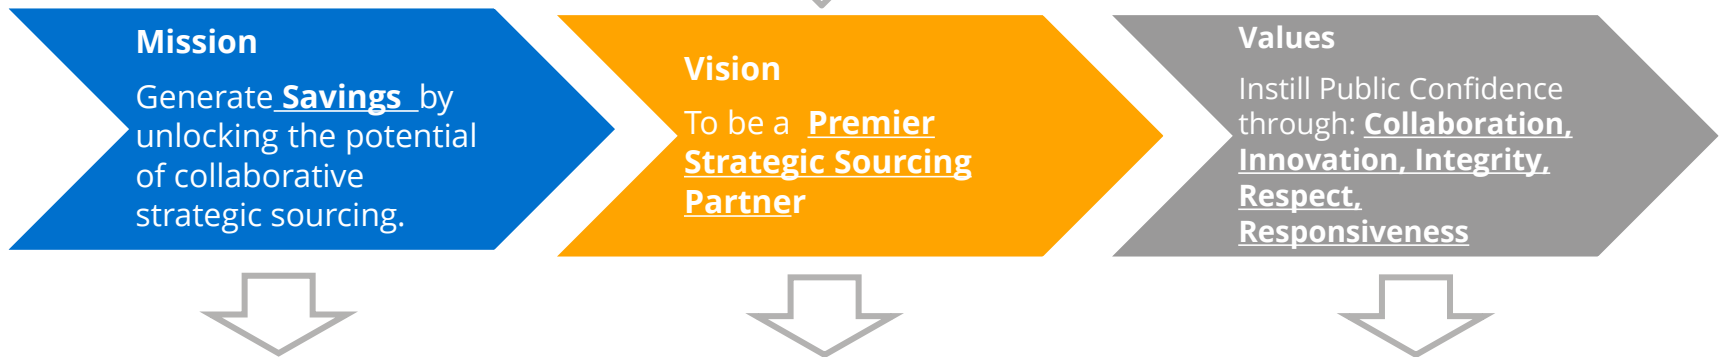 Mission
Generate Savings by
unlocking the potential
of collaborative
strategic sourcing.
Vision
To be a Premier
Strategic Sourcing
Partner
Values
Instill Public Confidence
through: Collaboration,
Innovation, Integrity,
Respect,
Responsiveness